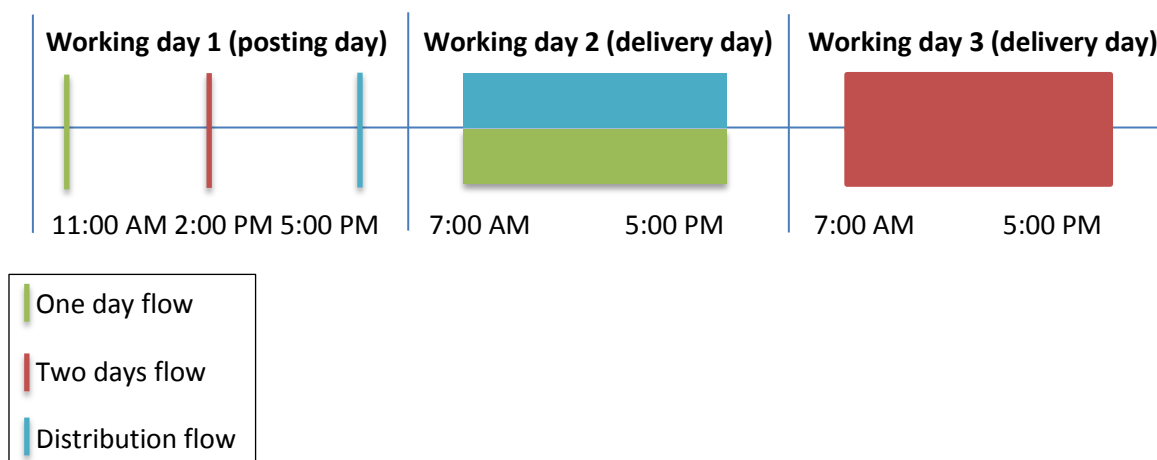 Working day 1 (posting day) Working day 2 (delivery day) Working day 3 (delivery day)
11:00 AM 2:00 PM 5:00 PM 7:00 AM 5:00 PM 7:00 AM 5:00 PM
One day flow
Two days flow
Distribution flow